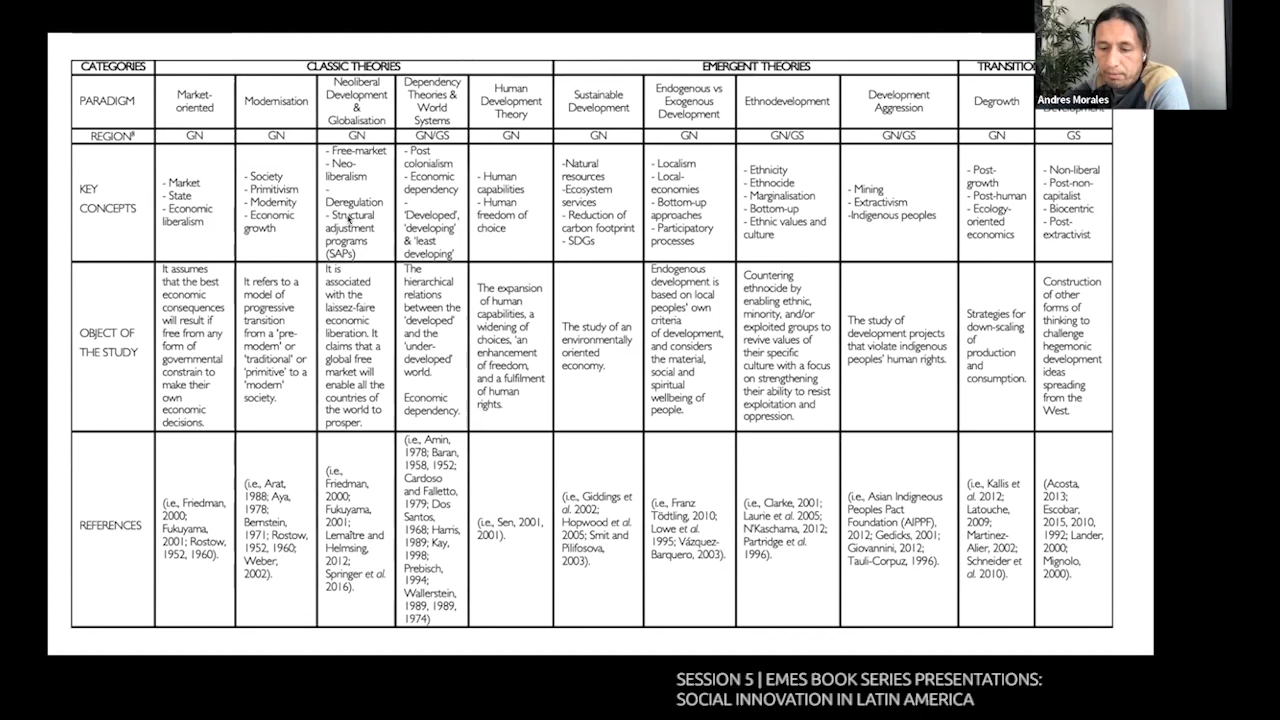 CATEGORIES
CLASSIC THEORIES
EMERGENT THEORIES
PARADIGM
Market-
oriented
Modernisation
Neoliberal
Development
&
Globalisation
Dependency
Theories &
World
Systems
Human
Development
Theory
Sustainable
Development
Endogenous vs
Exogenous
Development
Ethnodevelopment
Development
Aggression
Degrowth
Andres Morales
REGION
GN
GN
GN
GN/GS
GN
GN
GN
GN/GS
GN/GS
GN
GS
KEY
CONCEPTS
- Market
- State
- Economic
liberalism
- Society
- Primitivism
- Modernity
- Economic
growth
- Free-market
- Neo-
liberalism
-
Deregulation
- Structural
adjustment
programs
(SAPs)
- Post
colonialism
- Economic
dependency
-
'Developed',
'developing'
& 'least
developing'
- Human
capabilities
- Human
freedom of
choice
-Natural
resources
-Ecosystem
services
- Reduction of
carbon footprint
- SDGs
- Localism
- Local-
economies
- Bottom-up
approaches
- Participatory
processes
- Ethnicity
- Ethnocide
- Marginalisation
- Bottom-up
- Ethnic values and
culture
- Mining
- Extractivism
-Indigenous peoples
- Post-
growth
- Post-human
- Ecology-
oriented
economics
- Non-liberal
- Post-non-
capitalist
- Biocentric
- Post-
extractivist
OBJECT OF
THE STUDY
It assumes
that the best
economic
consequences
will result if
free from any
form of
governmental
constrain to
make their
own
economic
decisions.
It refers to a
model of
progressive
transition
from a 'pre-
modern' or
'traditional' or
'primitive' to a
'modern'
society.
It is
associated
with the
laissez-faire
economic
liberation. It
claims that a
global free
market will
enable all the
countries of
the world to
prosper.
The
hierarchical
relations
between the
'developed'
and the
'under-
developed'
world.
Economic
dependency.
The expansion
of human
capabilities, a
widening of
choices, 'an
enhancement
of freedom,
and a fulfilment
of human
rights.
The study of an
environmentally
oriented
economy.
Endogenous
development is
based on local
peoples' own
criteria
of development,
and considers
the material,
social and
spiritual
wellbeing of
people.
Countering
ethnocide by
enabling ethnic,
minority, and/or
exploited groups to
revive values of
their specific
culture with a focus
on strengthening
their ability to resist
exploitation and
oppression.
The study of
development projects
that violate indigenous
peoples' human rights.
Strategies for
down-scaling
of
production
and
consumption.
Construction
of other
forms of
thinking to
challenge
hegemonic
development
ideas
spreading
from the
West.
REFERENCES
(i.e., Friedman,
2000;
Fukuyama,
2001; Rostow,
1952, 1960).
(i.e., Arat,
1988; Aya,
1978;
Bernstein,
1971; Rostow,
1952, 1960;
Weber,
2002).
(i.e.,
Friedman,
2000;
Fukuyama,
2001;
Lemaître and
Helmsing,
2012;
Springer et al.
2016).
(i.e., Amin,
1978; Baran,
1958, 1952;
Cardoso
and Falletto,
1979; Dos
Santos,
1968; Harris,
1989; Kay,
1998;
Prebisch,
1994;
Wallerstein,
1989, 1989,
1974)
(i.e., Sen, 2001,
2001).
(i.e., Giddings et
al. 2002;
Hopwood et al.
2005; Smit and
Pilifosova,
2003).
(i.e., Franz
Tödtling, 2010;
Lowe et al.
1995; Vázquez-
Barquero, 2003).
(i.e., Clarke, 2001;
Laurie et al. 2005;
N'Kaschama, 2012;
Partridge et al.
1996).
(i.e., Asian Indigneous
Peoples Pact
Foundation (AIPPF),
2012; Gedicks, 2001;
Giovannini, 2012;
Tauli-Corpuz, 1996).
(i.e., Kallis et
al. 2012;
Latouche,
2009;
Martinez-
Alier, 2002;
Schneider et
al. 2010).
(Acosta,
2013;
Escobar,
2015, 2010,
1992; Lander,
2000;
Mignolo,
2000).
SESSION 5 | EMES BOOK SERIES PRESENTATIONS:
SOCIAL INNOVATION IN LATIN AMERICA